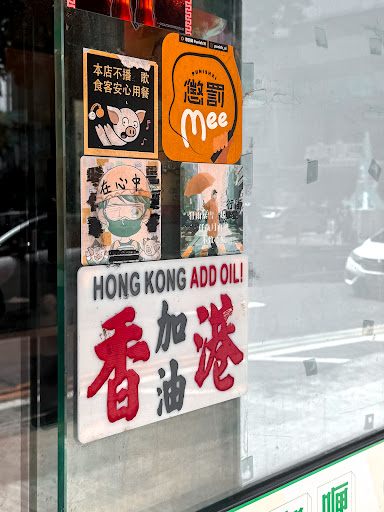 本店不播 歌
食客安心用餐
懲罰
Mee
在心中
HONG KONG ADD OIL!
香
加
油
港